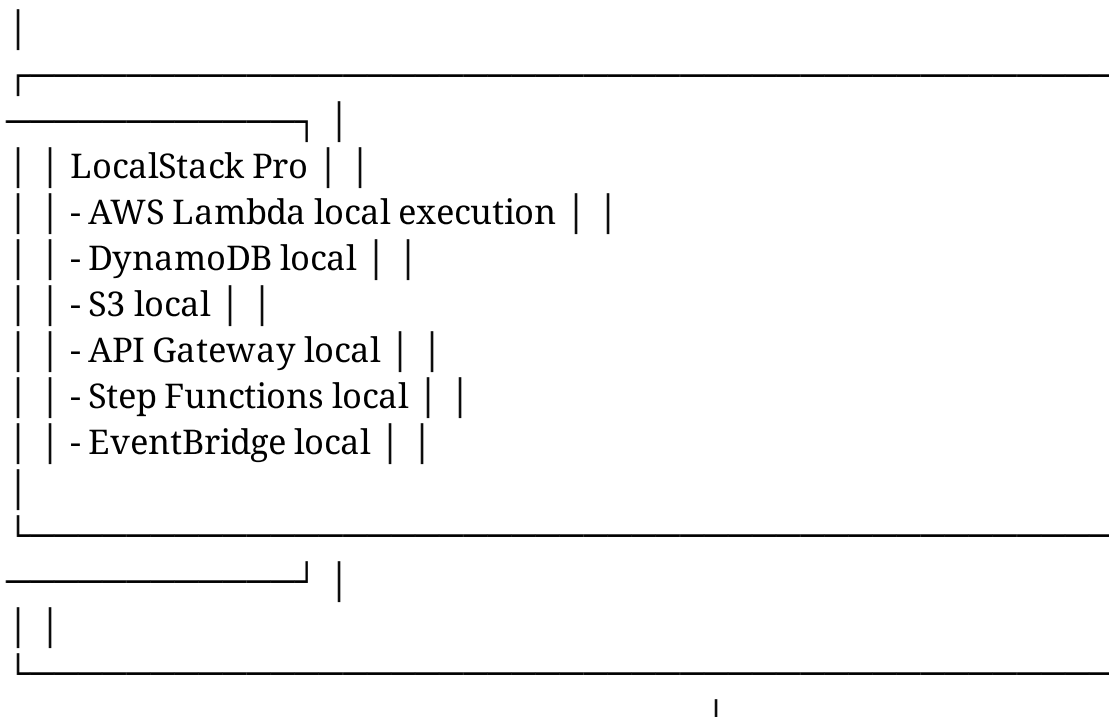 │
┌──────────────────────────────────────────────
────────────┐ │
│ │ LocalStack Pro │ │
│ │ - AWS Lambda local execution │ │
│ │ - DynamoDB local │ │
│ │ - S3 local │ │
│ │ - API Gateway local │ │
│ │ - Step Functions local │ │
│ │ - EventBridge local │ │
│
└──────────────────────────────────────────────
────────────┘ │
│ │
└──────────────────────────────────────────────